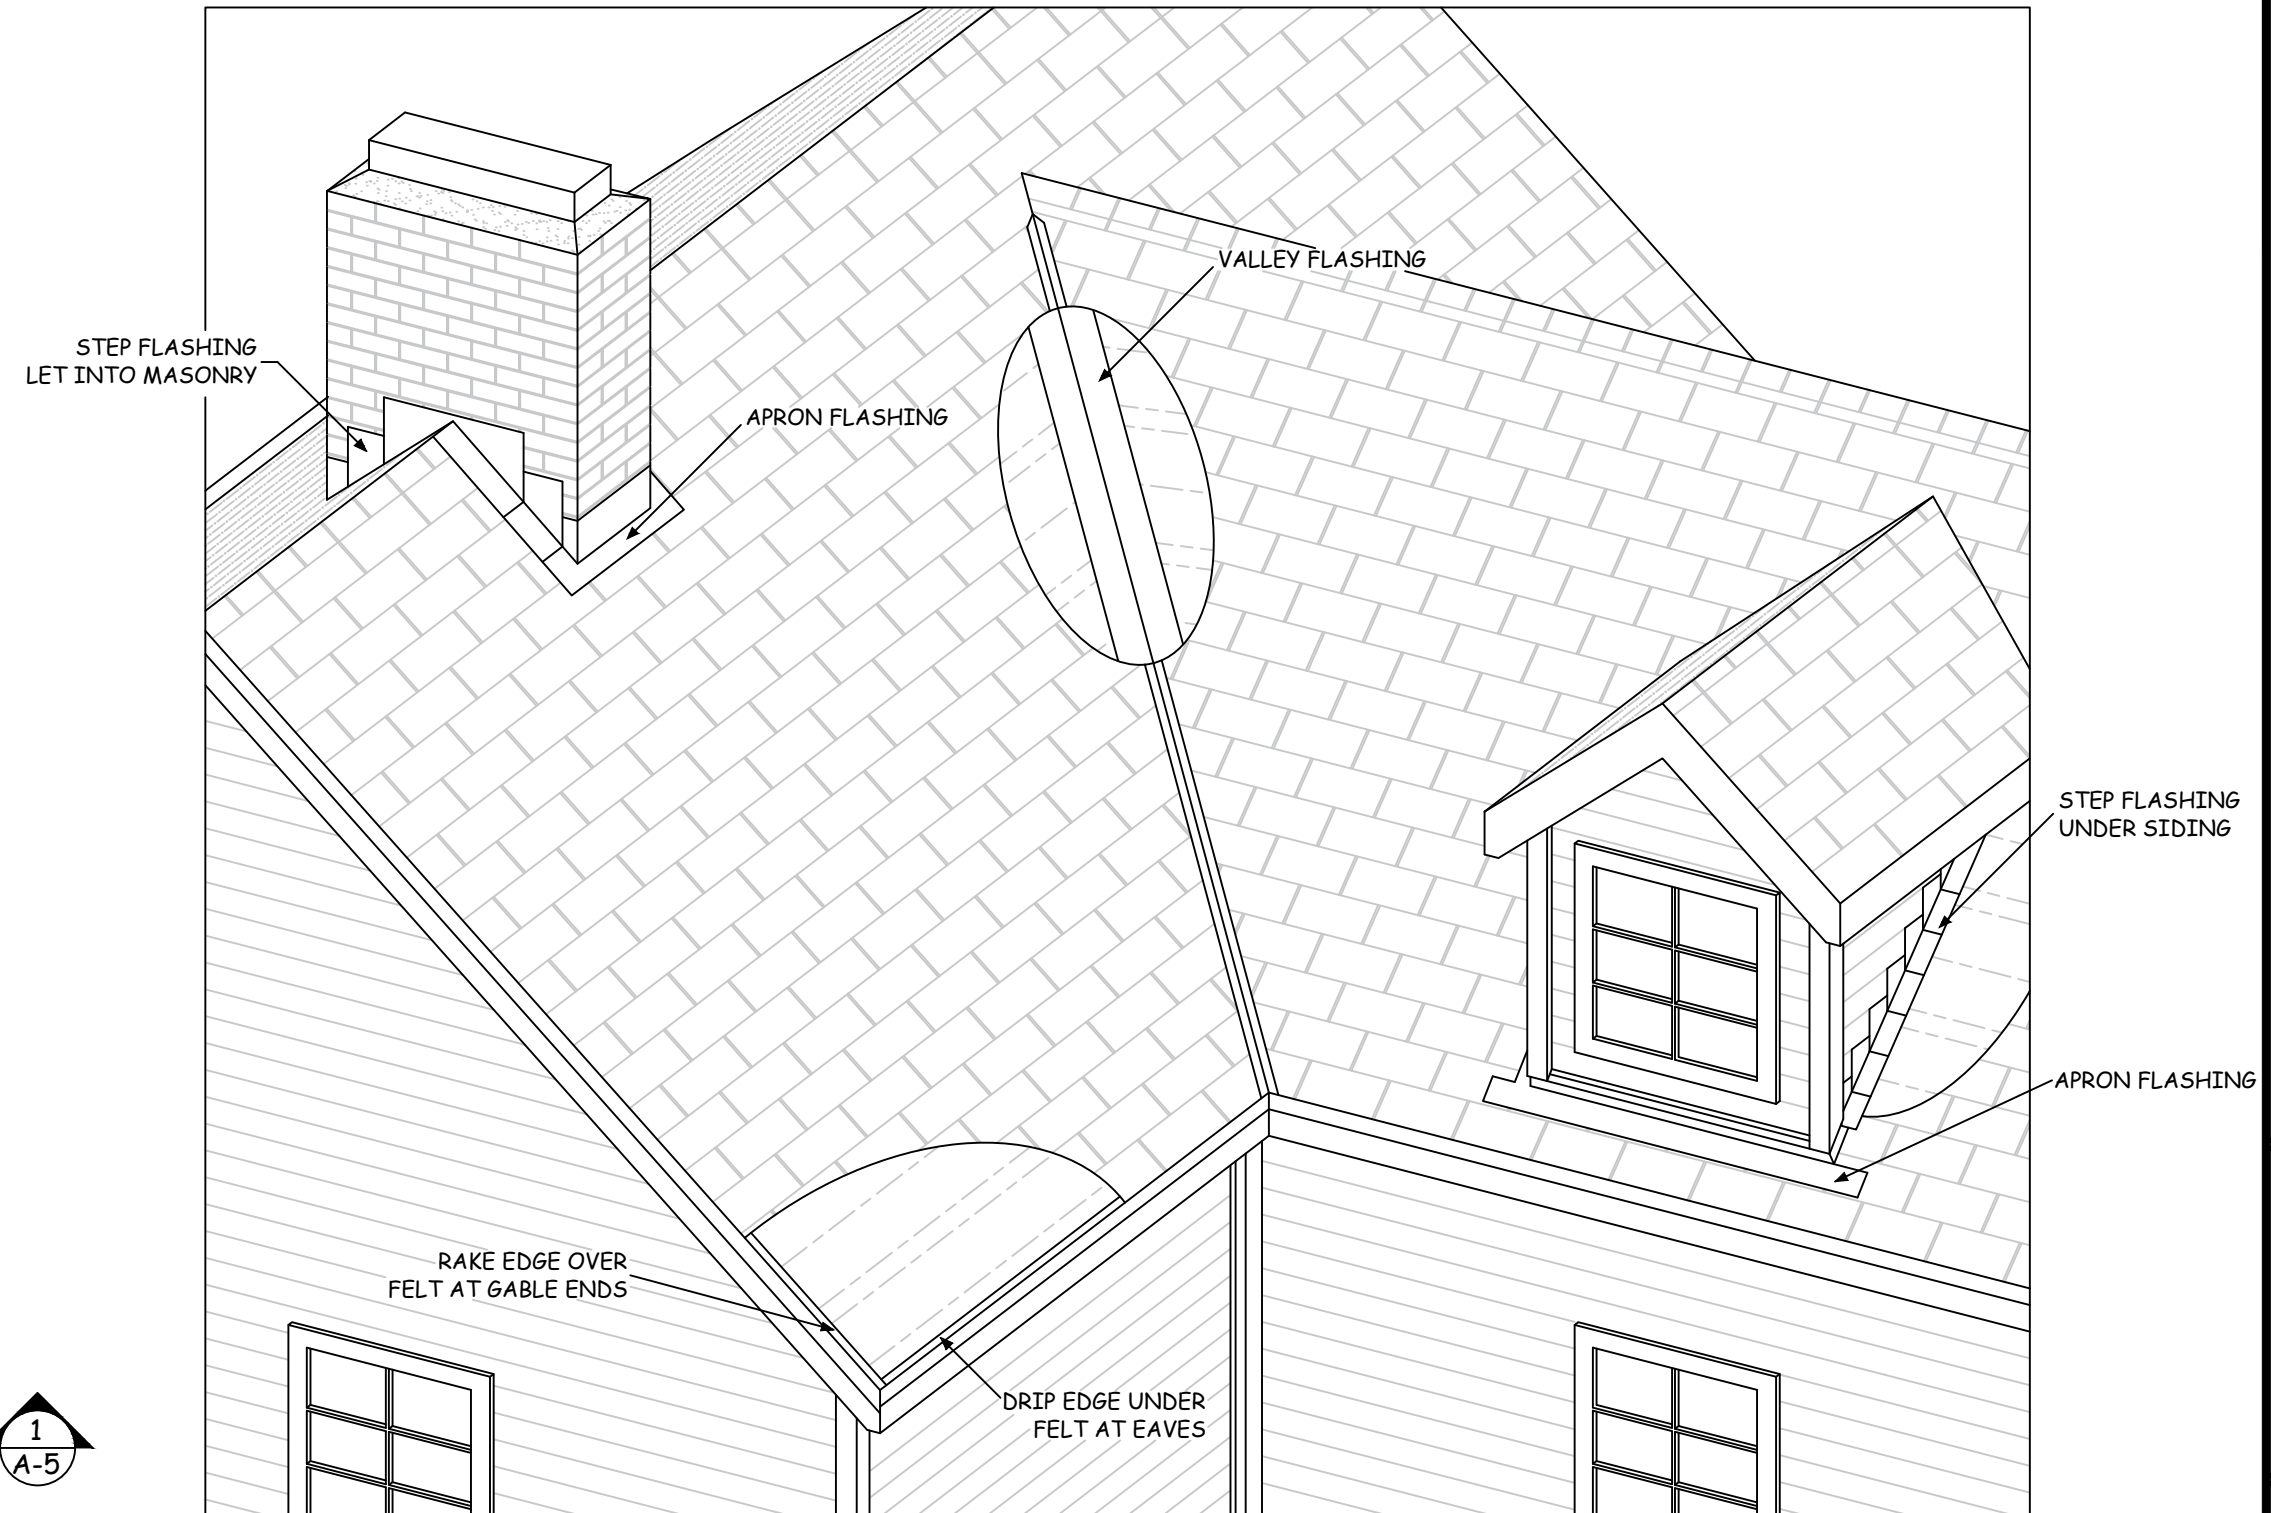 VALLEY FLASHING
STEP FLASHING
LET INTO MASONRY
APRON FLASHING
STEP FLASHING
UNDER SIDING
APRON FLASHING
RAKE EDGE OVER
FELT AT GABLE ENDS
DRIP EDGE UNDER
FELT AT EAVES
1
A-5